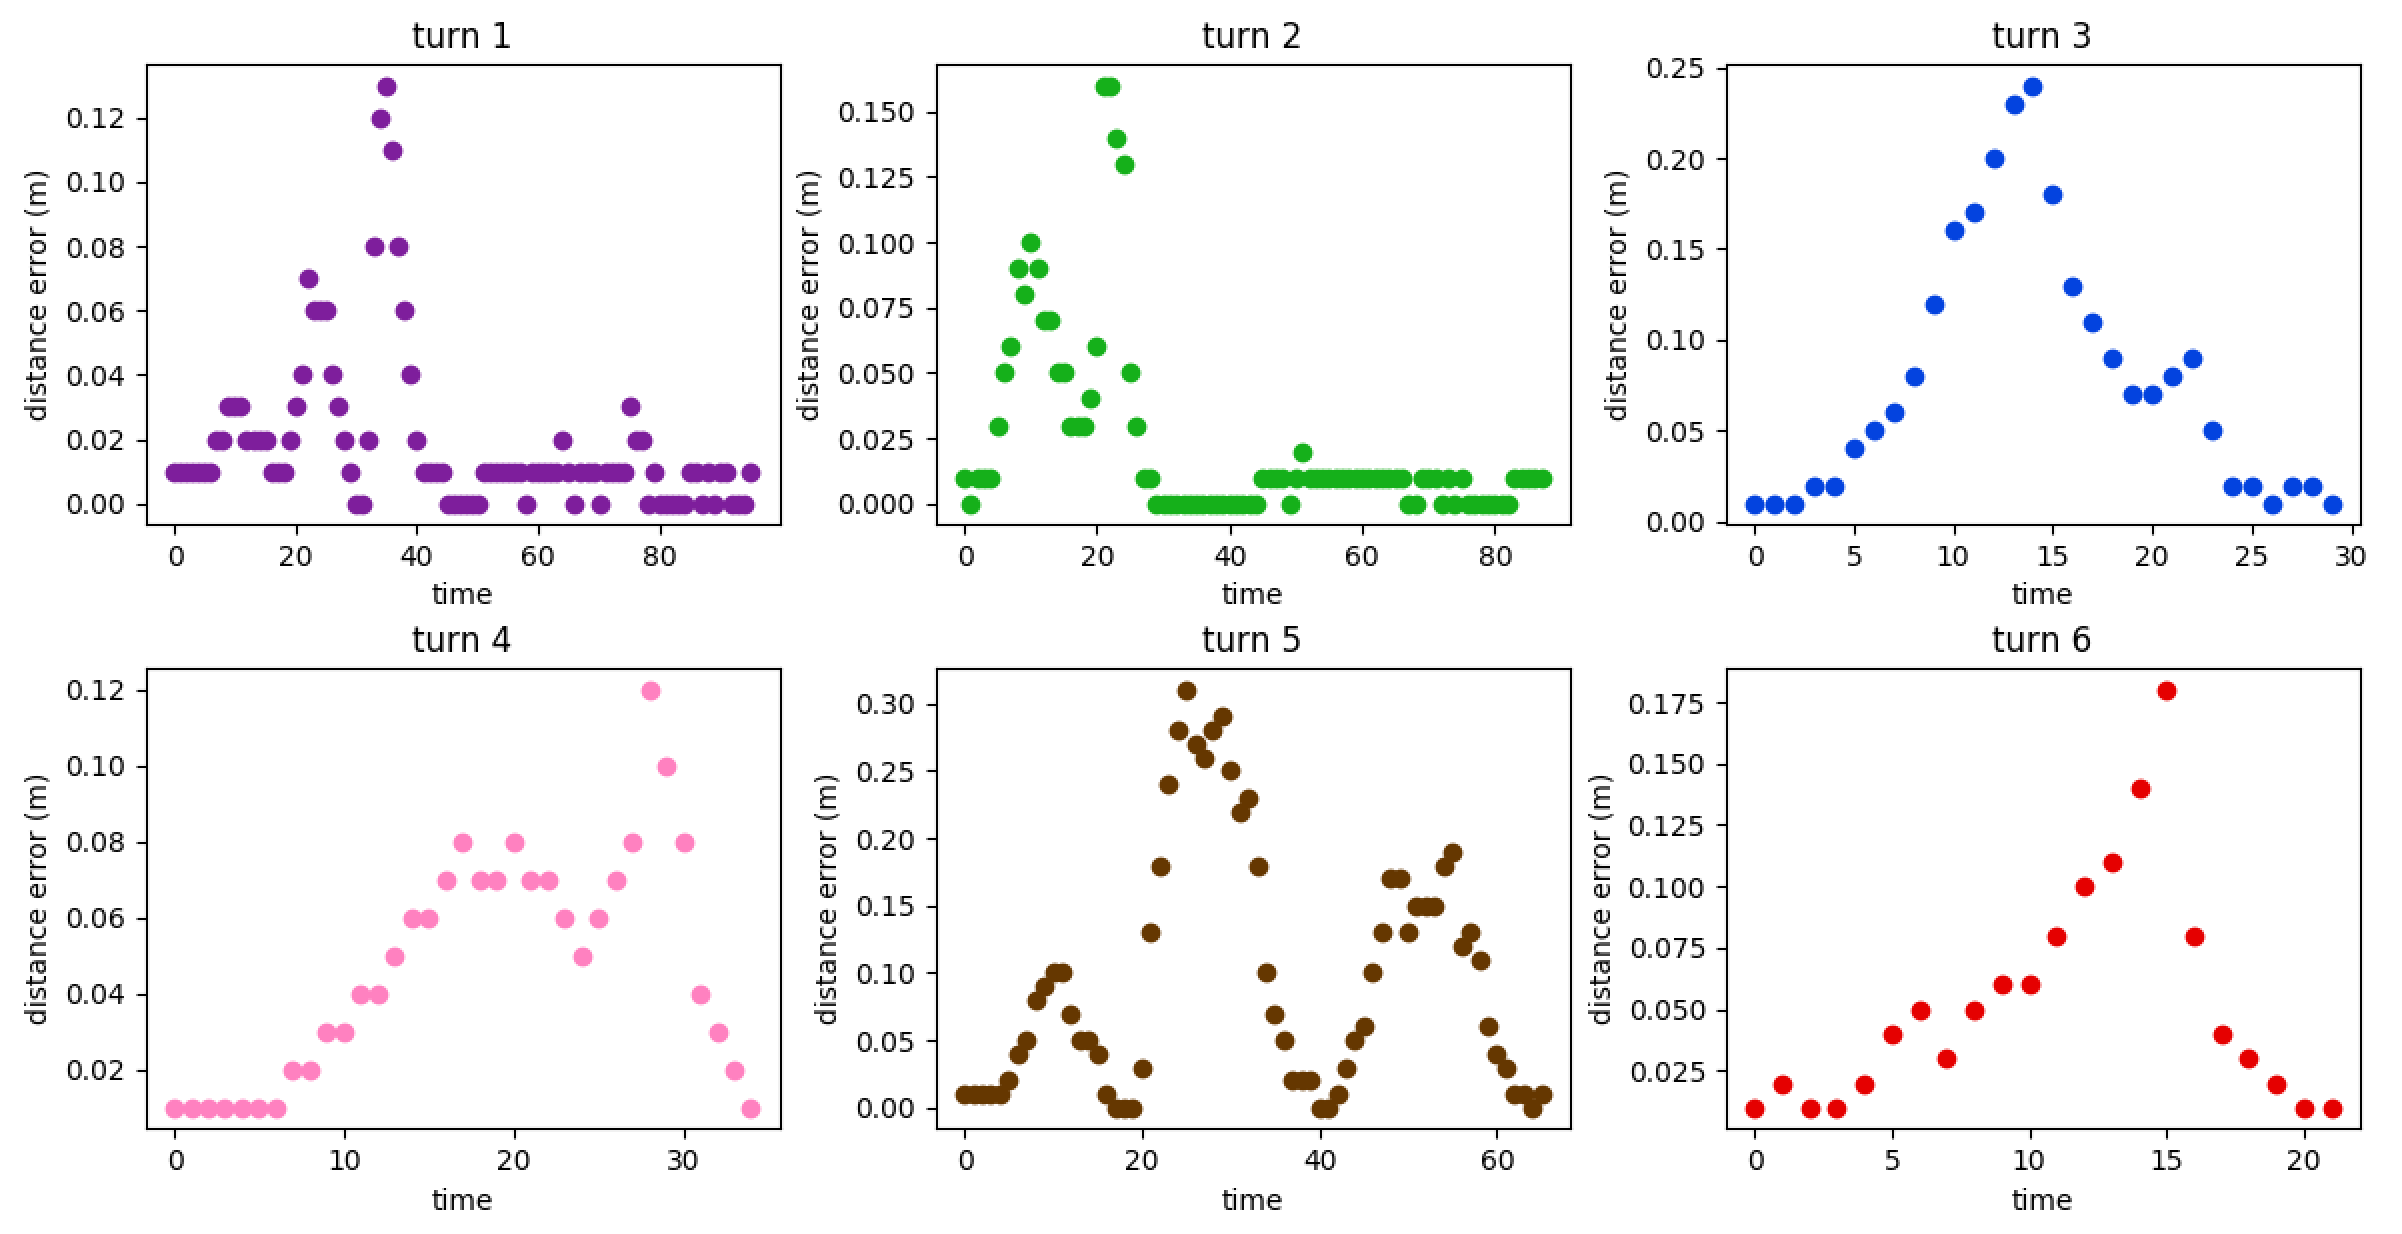 turn 1
distance error (m)
0.12
0.10
0.08
0.06
0.04
0.02
0.00
0 20 40 60 80
time
turn 2
distance error (m)
0.150
0.125
0.100
0.075
0.050
0.025
0.000
0 20 40 60 80
time
turn 3
distance error (m)
0.25
0.20
0.15
0.10
0.05
0.00
0 5 10 15 20 25 30
time
turn 4
distance error (m)
0.12
0.10
0.08
0.06
0.04
0.02
0 10 20 30
time
turn 5
distance error (m)
0.30
0.25
0.20
0.15
0.10
0.05
0.00
0 20 40 60
time
turn 6
distance error (m)
0.175
0.150
0.125
0.100
0.075
0.050
0.025
0 5 10 15 20
time